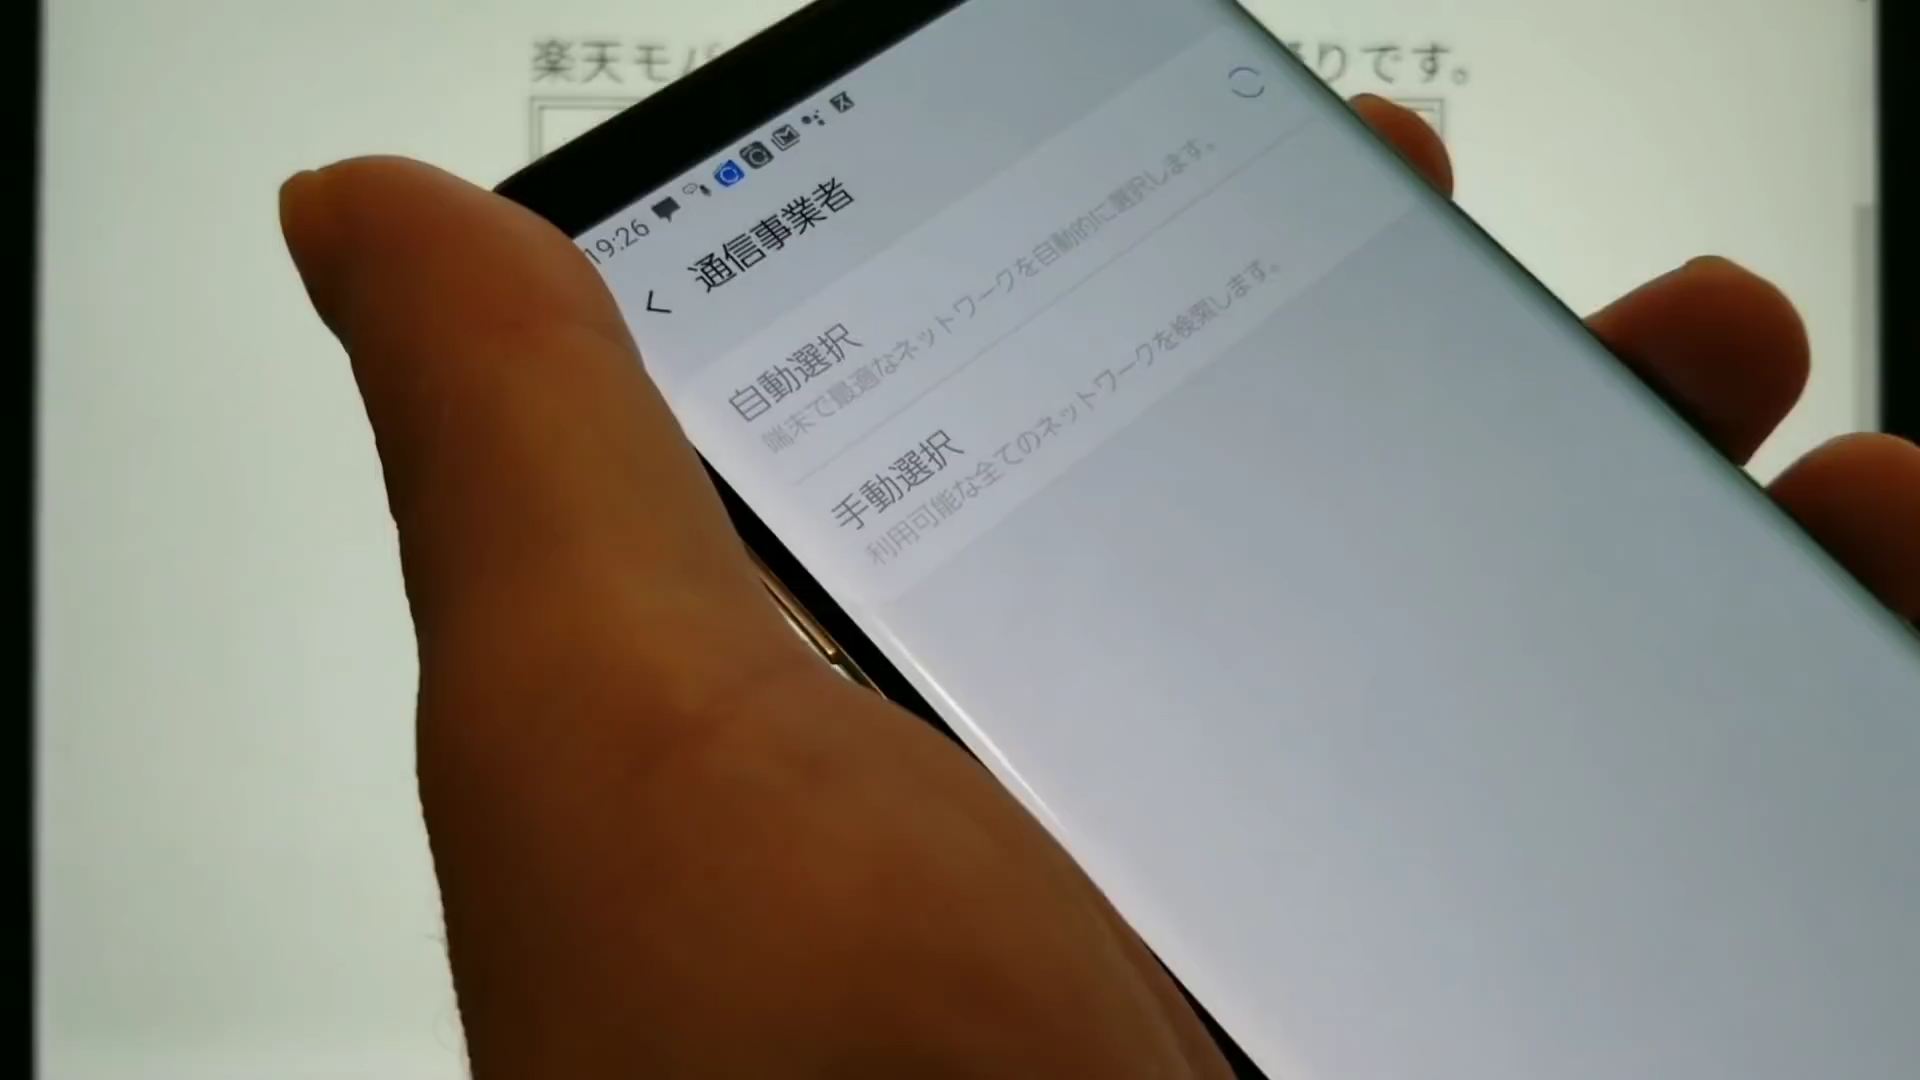 楽天モバ
りです。
19:26
通信事業者
自動選択
端末で最適なネットワークを自動的に選択します。
手動選択
利用可能な全てのネットワークを検索します。